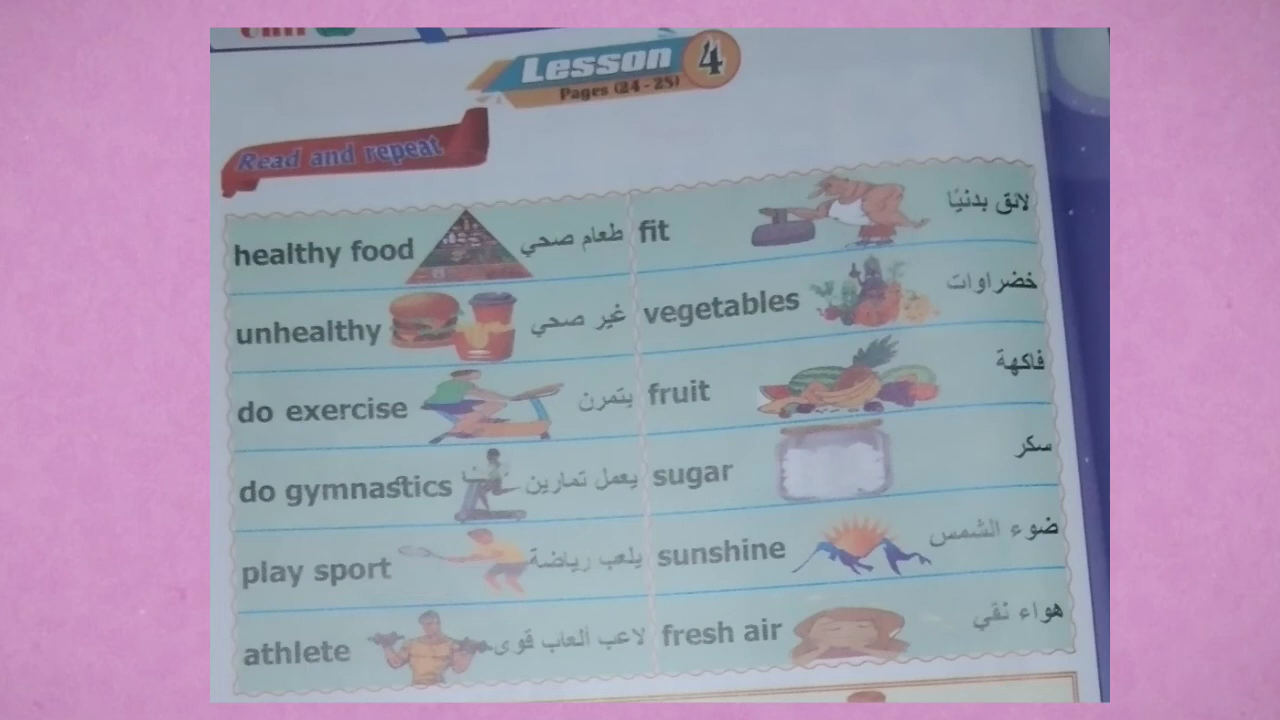 Lesson 4
Pages (24 - 25)
Read and repeat
healthy food طعام صحي
unhealthy غير صحي
do exercise يتمرن
do gymnastics يعمل تمارين
play sport يلعب رياضة
athlete لاعب ألعاب قوى
fit لائق بدنيًا
vegetables خضراوات
fruit فاكهة
sugar سكر
sunshine ضوء الشمس
fresh air هواء نقي